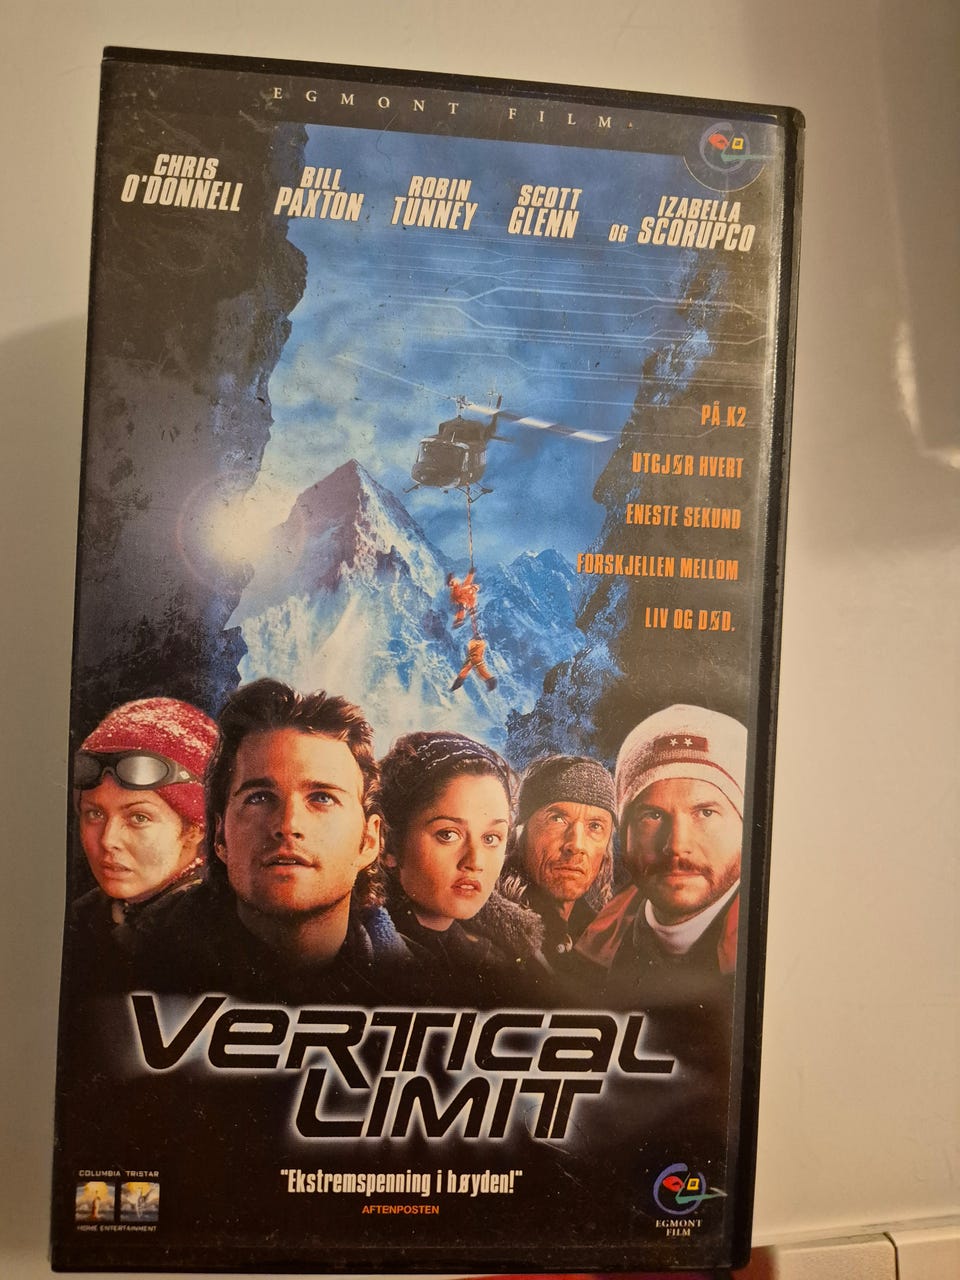 EGMONT FILM
CHRIS O'DONNELL
BILL PAXTON
ROBIN TUNNEY
SCOTT GLENN
OG IZABELLA SCORUPCO
PÅ K2
UTGJØR HVERT
ENESTE SEKUND
FORSKJELLEN MELLOM
LIV OG DØD.
VERTICAL
LIMIT
COLUMBIA TRISTAR
HOME ENTERTAINMENT
"Ekstremspenning i høyden!"
AFTENPOSTEN
EGMONT
FILM